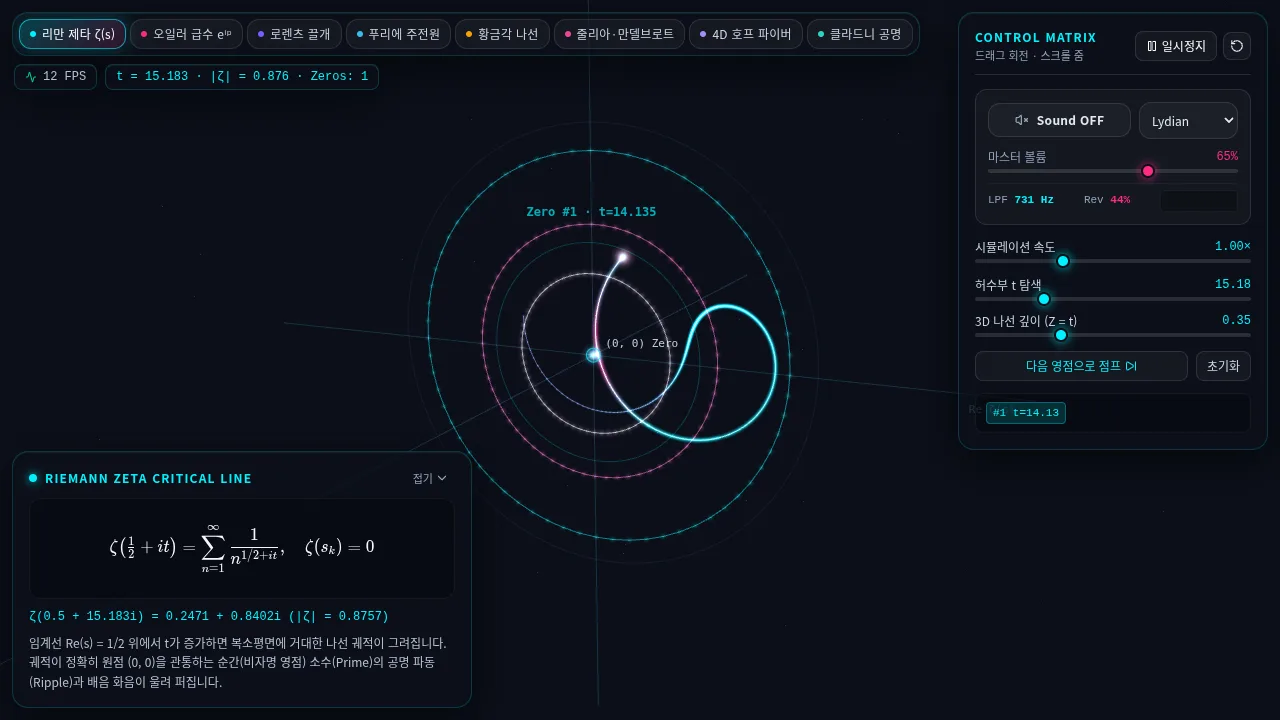 리만 제타 ζ(s) 오일러 급수 eⁱᵖ 로렌츠 끌개 푸리에 주전원 황금각 나선 줄리아·만델브로트 4D 호프 파이버 클라드니 공명
12 FPS t = 15.183 · |ζ| = 0.876 · Zeros: 1
CONTROL MATRIX
드래그 회전 · 스크롤 줌
일시정지
Sound OFF Lydian
마스터 볼륨 65%
LPF 731 Hz Rev 44%
시뮬레이션 속도 1.00×
허수부 t 탐색 15.18
3D 나선 깊이 (Z = t) 0.35
다음 영점으로 점프 초기화
Re
#1 t=14.13
Zero #1 · t=14.135
(0, 0) Zero
RIEMANN ZETA CRITICAL LINE 접기
ζ(1/2 + it) = ∑_{n=1}^{∞} 1/n^{1/2+it}, ζ(s_k) = 0
ζ(0.5 + 15.183i) = 0.2471 + 0.8402i (|ζ| = 0.8757)
임계선 Re(s) = 1/2 위에서 t가 증가하면 복소평면에 거대한 나선 궤적이 그려집니다.
궤적이 정확히 원점 (0, 0)을 관통하는 순간(비자명 영점) 소수(Prime)의 공명 파동
(Ripple)과 배음 화음이 울려 퍼집니다.